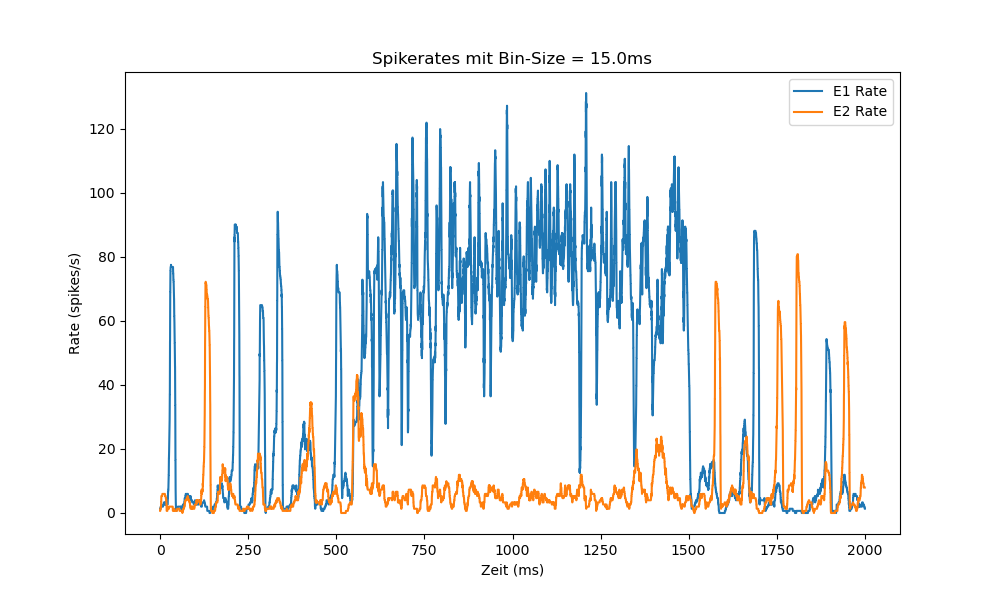 Spikerates mit Bin-Size = 15.0ms
E1 Rate
E2 Rate
Rate (spikes/s)
120
100
80
60
40
20
0
0 250 500 750 1000 1250 1500 1750 2000
Zeit (ms)